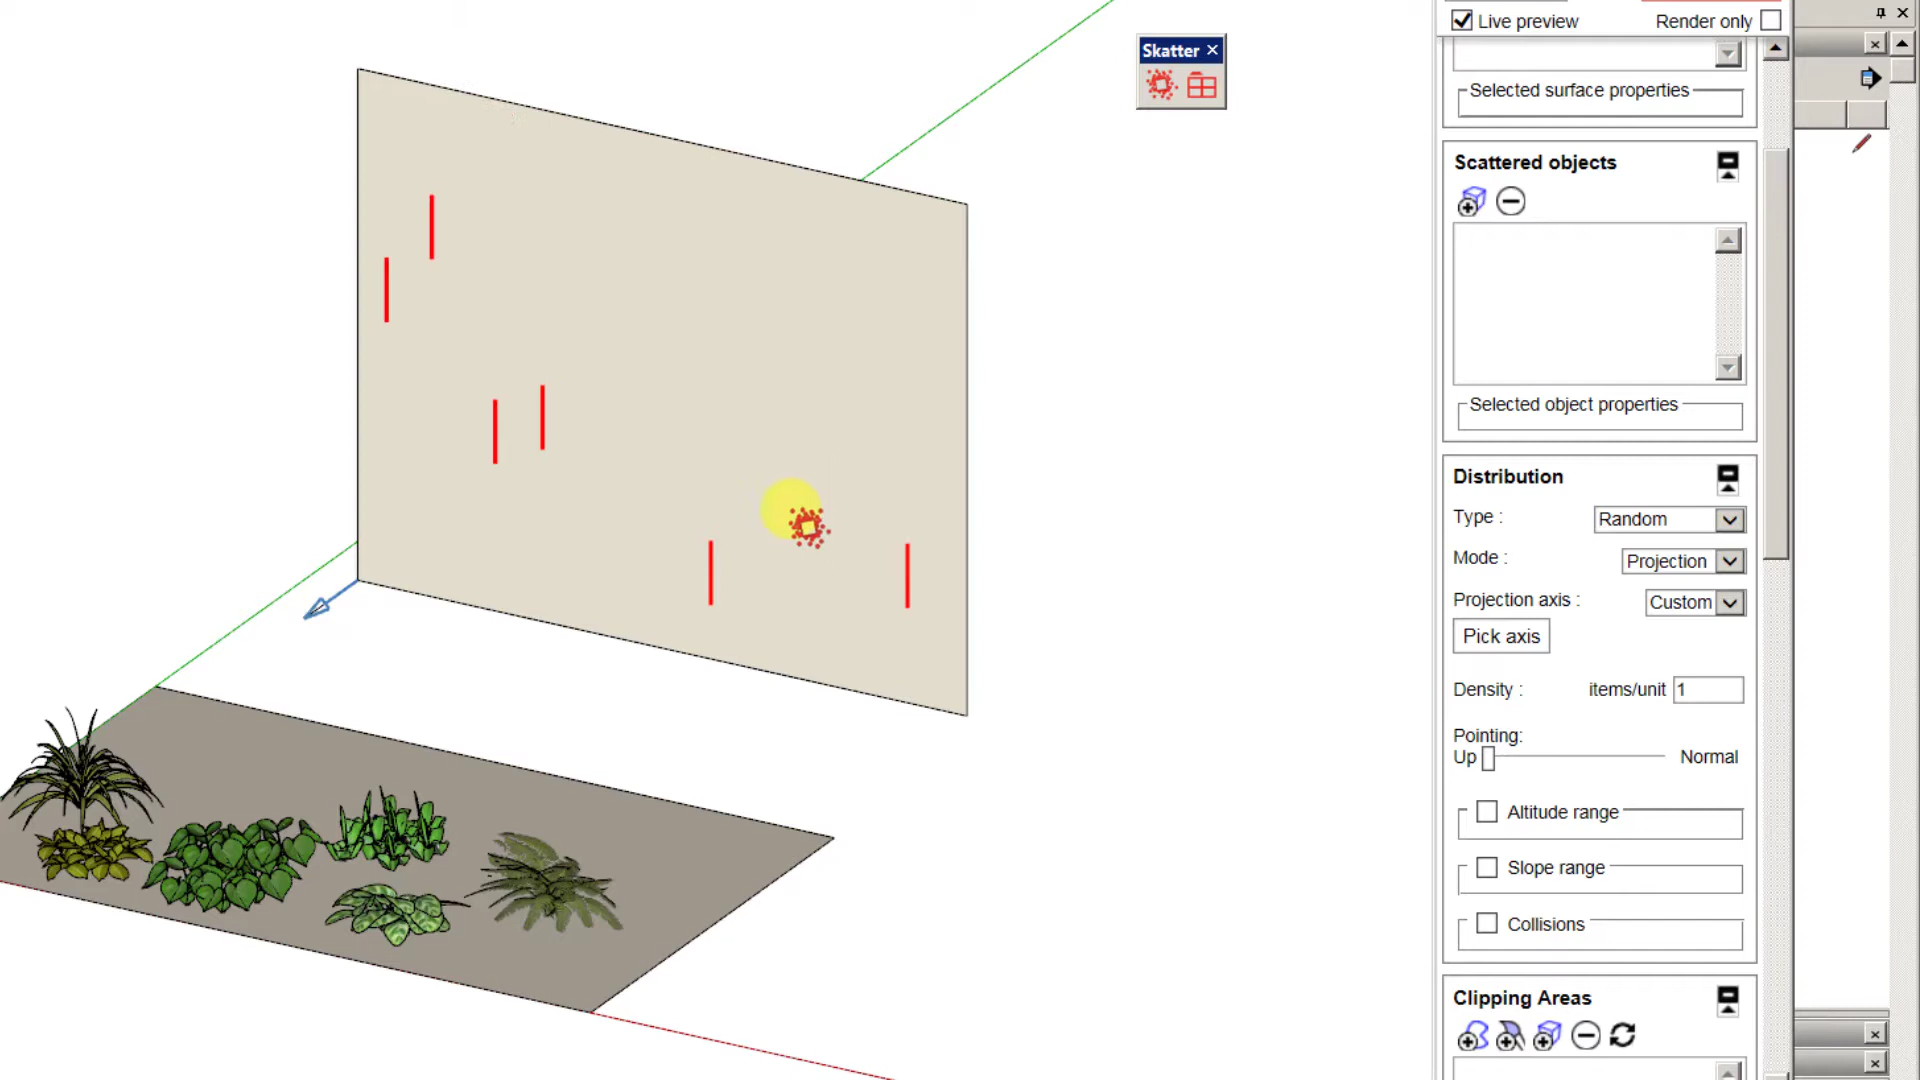 Live preview
Render only
Skatter
Selected surface properties
Scattered objects
Selected object properties
Distribution
Type :
Random
Mode :
Projection
Projection axis :
Custom
Pick axis
Density :
items/unit
1
Pointing:
Up
Normal
Altitude range
Slope range
Collisions
Clipping Areas